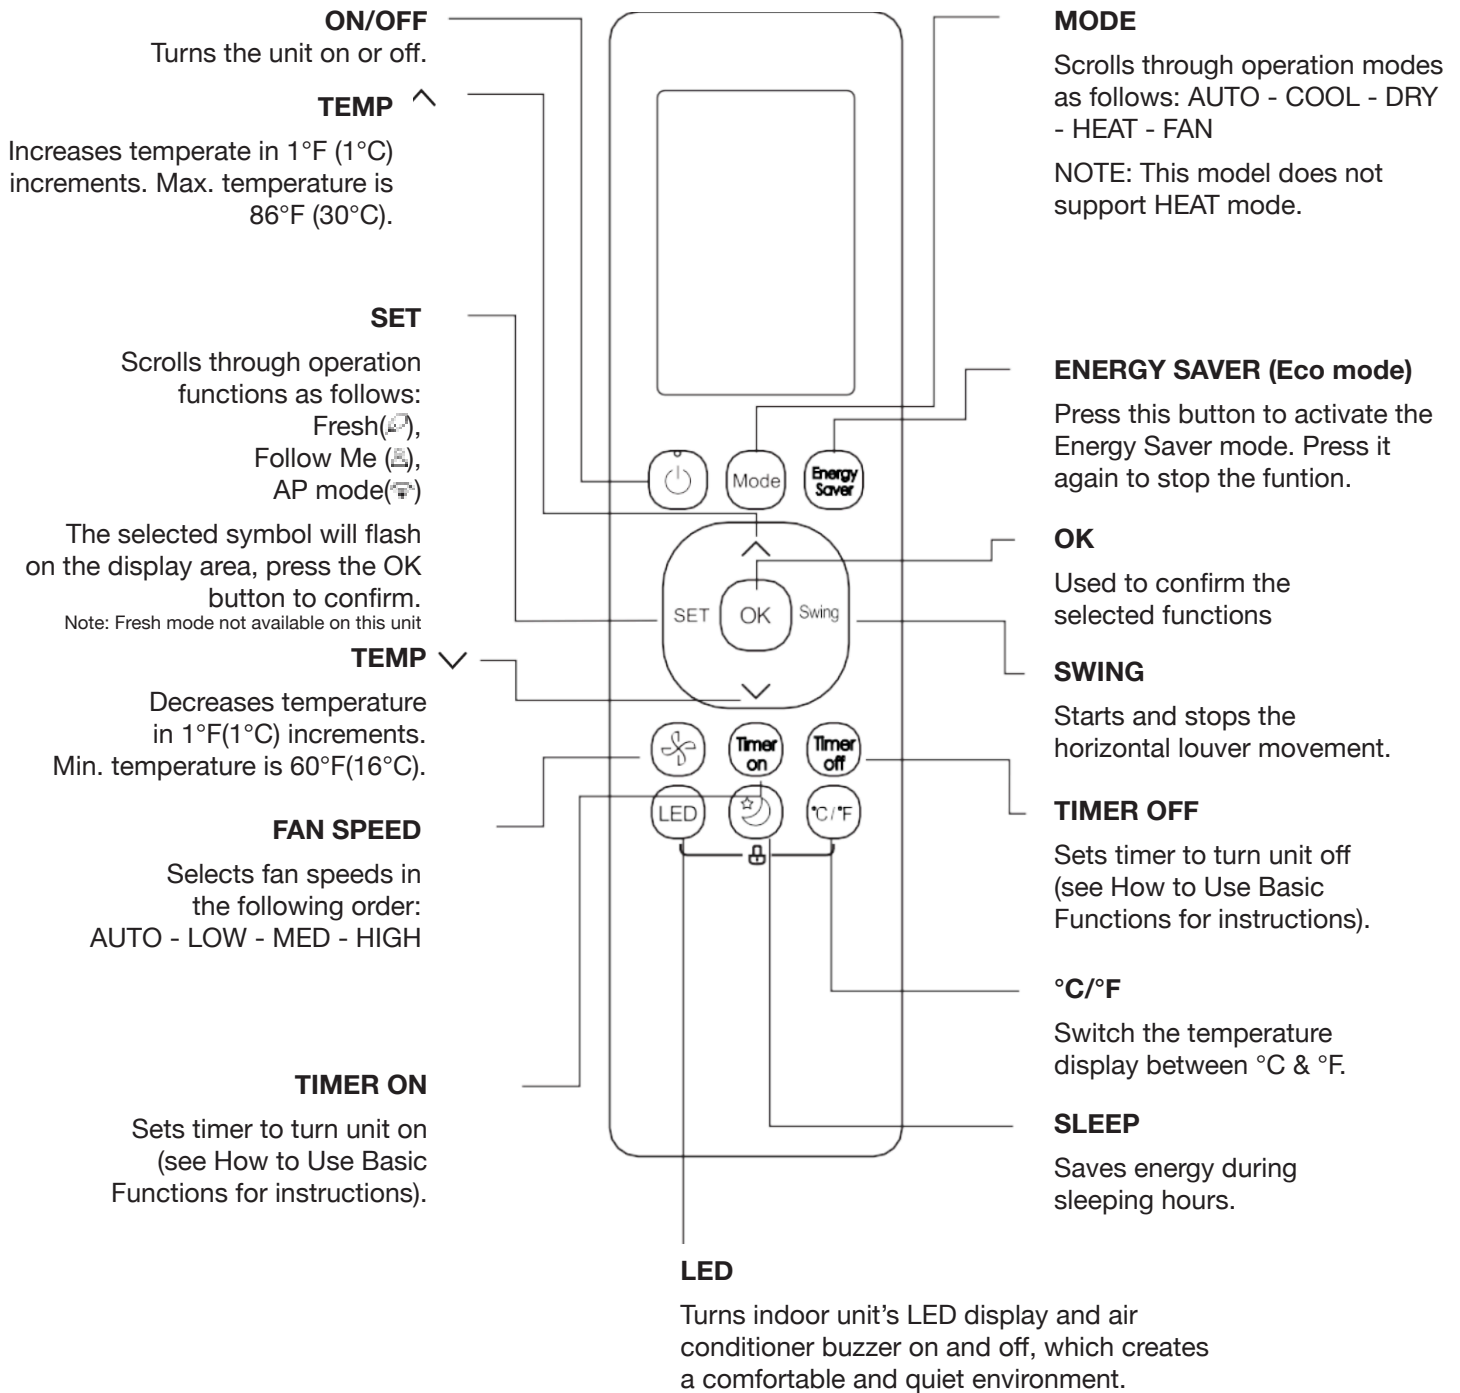 ON/OFF
Turns the unit on or off.
TEMP ^
Increases temperate in 1°F (1°C)
increments. Max. temperature is
86°F (30°C).
SET
Scrolls through operation
functions as follows:
Fresh( ),
Follow Me ( ),
AP mode( )
The selected symbol will flash
on the display area, press the OK
button to confirm.
Note: Fresh mode not available on this unit
TEMP ∨
Decreases temperature
in 1°F(1°C) increments.
Min. temperature is 60°F(16°C).
FAN SPEED
Selects fan speeds in
the following order:
AUTO - LOW - MED - HIGH
TIMER ON
Sets timer to turn unit on
(see How to Use Basic
Functions for instructions).
Mode
Energy
Saver
SET
OK
Swing
Timer
on
Timer
off
LED
°C/°F
MODE
Scrolls through operation modes
as follows: AUTO - COOL - DRY
- HEAT - FAN
NOTE: This model does not
support HEAT mode.
ENERGY SAVER (Eco mode)
Press this button to activate the
Energy Saver mode. Press it
again to stop the funtion.
OK
Used to confirm the
selected functions
SWING
Starts and stops the
horizontal louver movement.
TIMER OFF
Sets timer to turn unit off
(see How to Use Basic
Functions for instructions).
°C/°F
Switch the temperature
display between °C & °F.
SLEEP
Saves energy during
sleeping hours.
LED
Turns indoor unit's LED display and air
conditioner buzzer on and off, which creates
a comfortable and quiet environment.